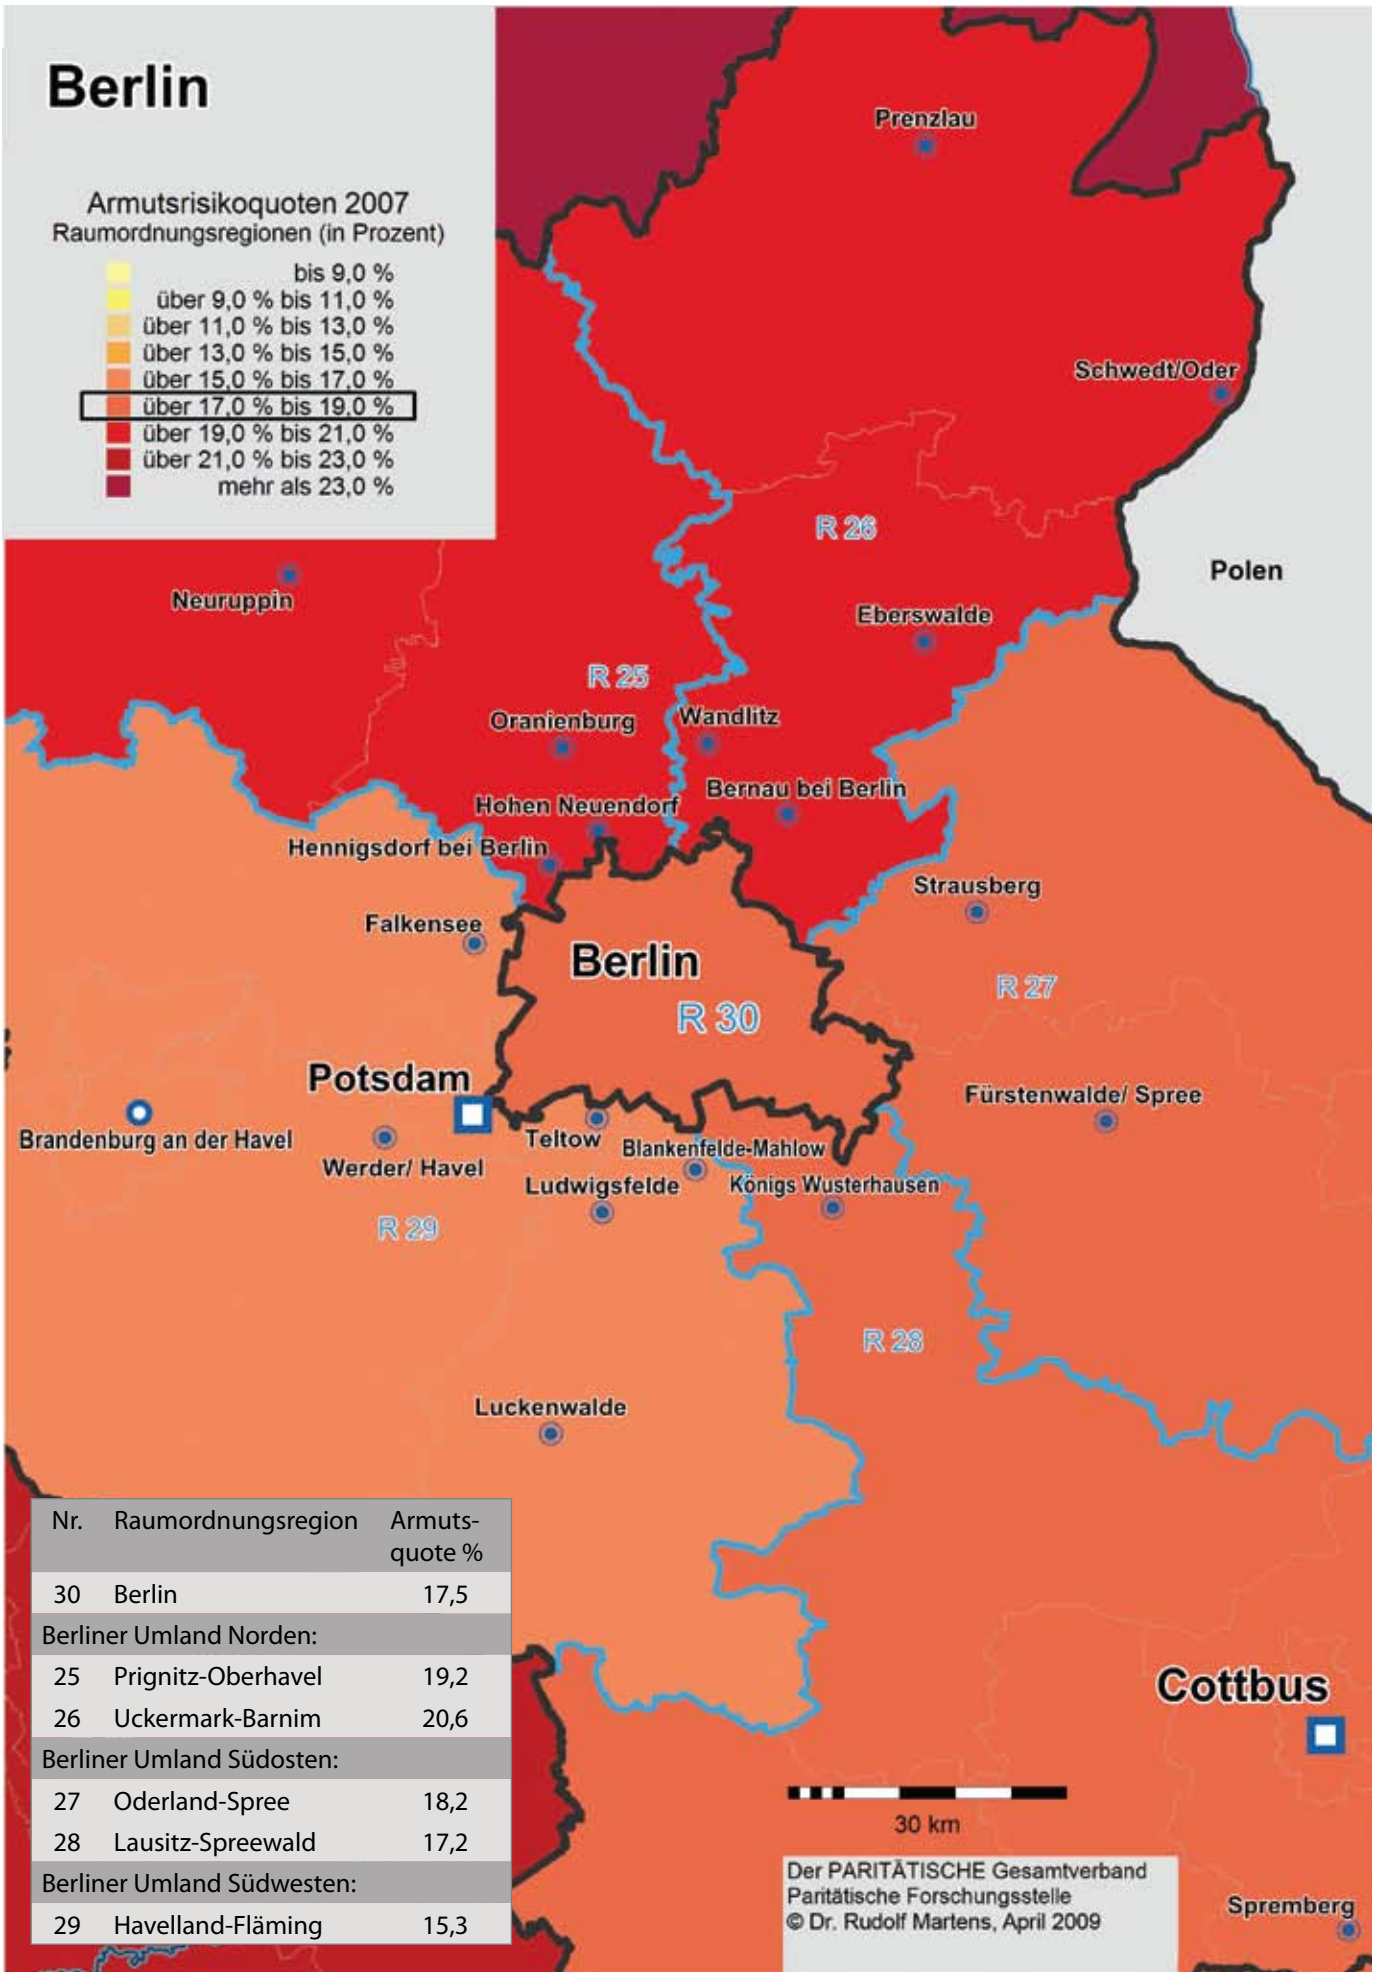 Berlin
Armutsrisikoquoten 2007
Raumordnungsregionen (in Prozent)
bis 9,0 %
über 9,0 % bis 11,0 %
über 11,0 % bis 13,0 %
über 13,0 % bis 15,0 %
über 15,0 % bis 17,0 %
über 17,0 % bis 19,0 %
über 19,0 % bis 21,0 %
über 21,0 % bis 23,0 %
mehr als 23,0 %
Prenzlau
Schwedt/Oder
R 26
Polen
Neuruppin
Eberswalde
R 25
Oranienburg
Wandlitz
Bernau bei Berlin
Hohen Neuendorf
Hennigsdorf bei Berlin
Strausberg
Falkensee
Berlin
R 27
R 30
Potsdam
Fürstenwalde/ Spree
Brandenburg an der Havel
Teltow
Blankenfelde-Mahlow
Werder/ Havel
Ludwigsfelde
Königs Wusterhausen
R 29
R 28
Luckenwalde
Nr. Raumordnungsregion Armuts-
quote %
30 Berlin 17,5
Berliner Umland Norden:
25 Prignitz-Oberhavel 19,2
26 Uckermark-Barnim 20,6
Berliner Umland Südosten:
27 Oderland-Spree 18,2
28 Lausitz-Spreewald 17,2
Berliner Umland Südwesten:
29 Havelland-Fläming 15,3
Cottbus
30 km
Der PARITÄTISCHE Gesamtverband
Paritätische Forschungsstelle
© Dr. Rudolf Martens, April 2009
Spremberg